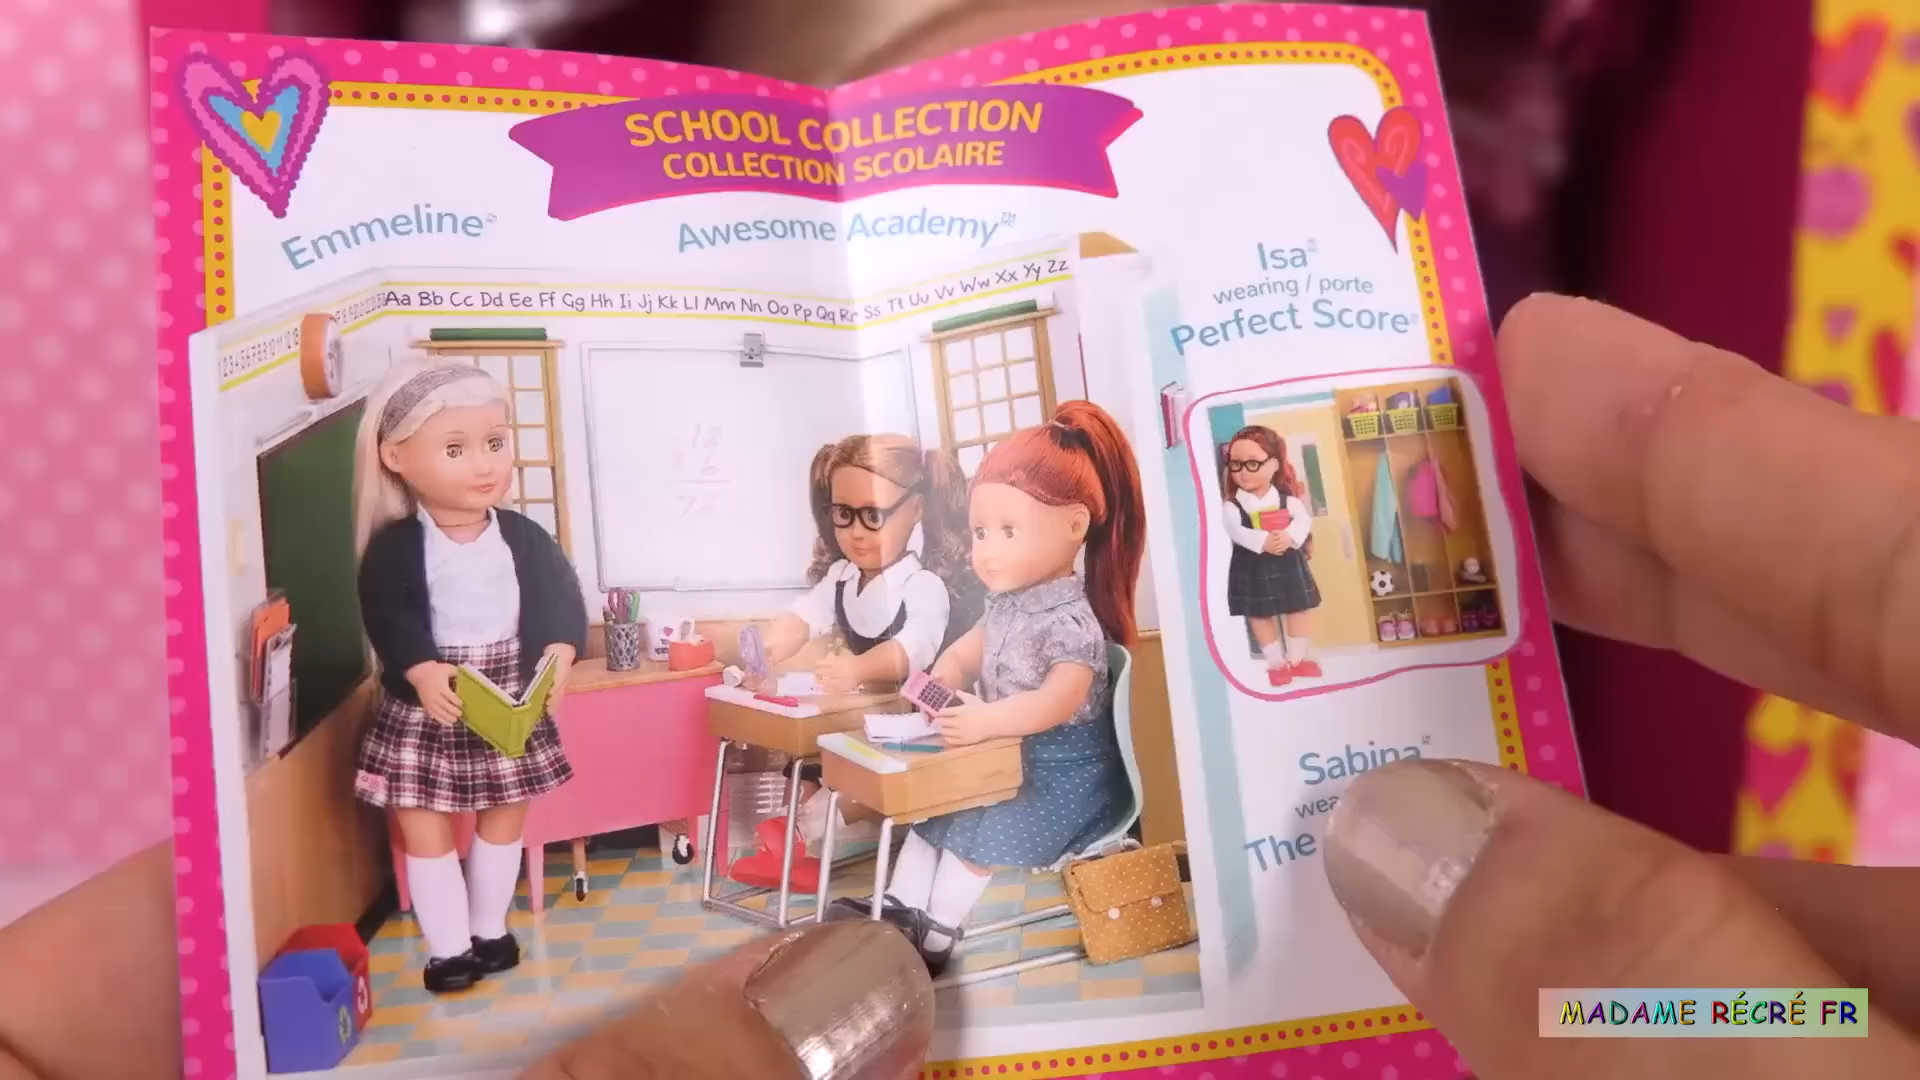 SCHOOL COLLECTION
COLLECTION SCOLAIRE
Emmeline
Awesome Academy™
Isa
wearing / porte
Perfect Score
Aa Bb Cc Dd Ee Ff Gg Hh Ii Jj Kk Ll Mm Nn Oo Pp Qq Rr Ss Tt Uu Vv Ww Xx Yy Zz
Sabina
The
MADAME RÉCRÉ FR